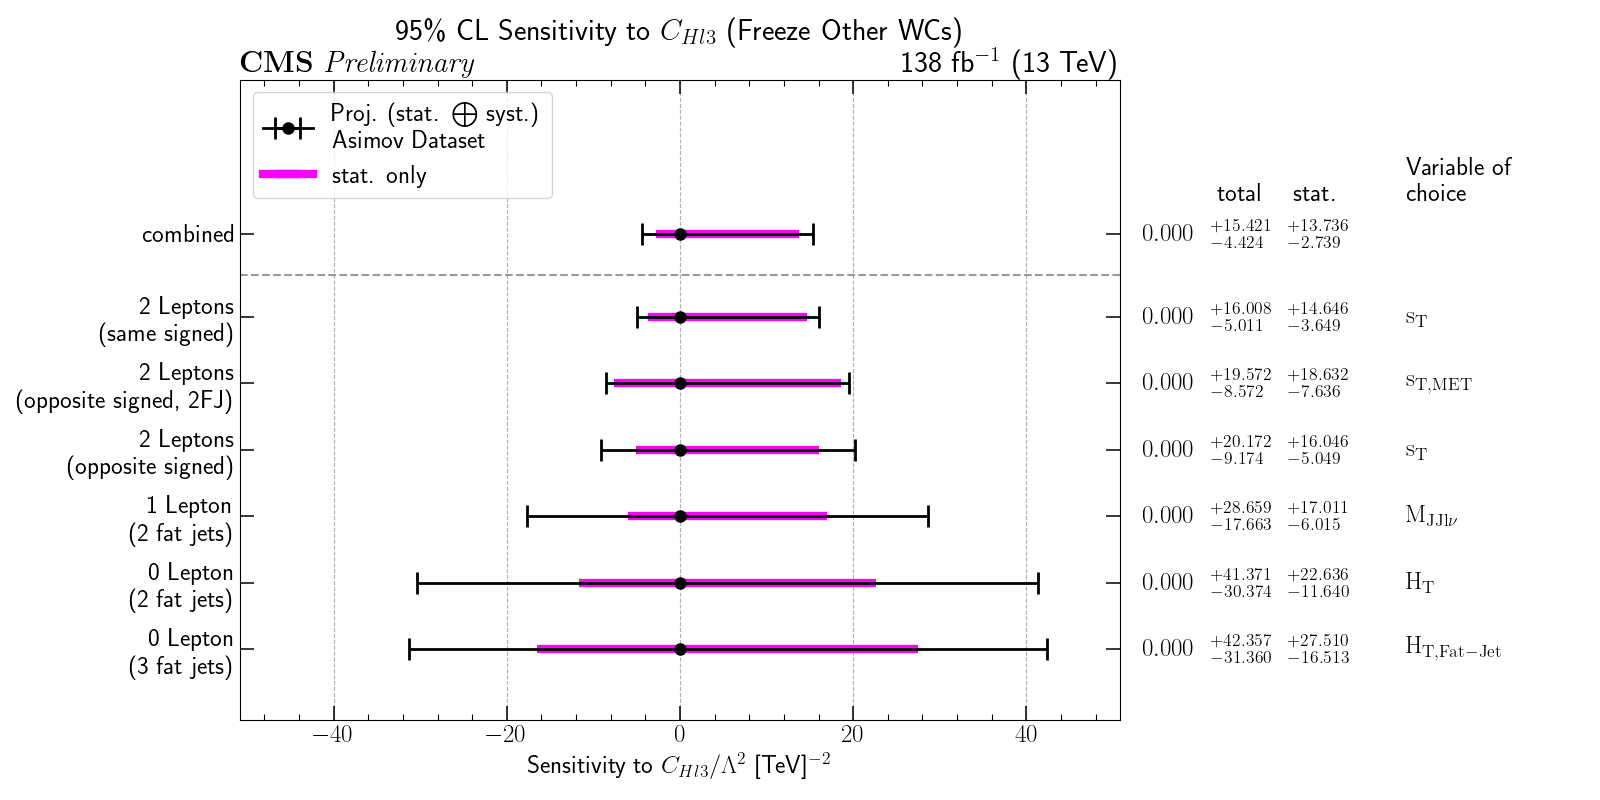 95% CL Sensitivity to C_{Hl3} (Freeze Other WCs)
CMS Preliminary
138 fb^{−1} (13 TeV)
Proj. (stat. ⨁ syst.)
Asimov Dataset
stat. only
Variable of
choice
total stat.
combined
0.000 +15.421 −4.424 +13.736 −2.739
2 Leptons
(same signed)
0.000 +16.008 −5.011 +14.646 −3.649 s_T
2 Leptons
(opposite signed, 2FJ)
0.000 +19.572 −8.572 +18.632 −7.636 s_{T,MET}
2 Leptons
(opposite signed)
0.000 +20.172 −9.174 +16.046 −5.049 s_T
1 Lepton
(2 fat jets)
0.000 +28.659 −17.663 +17.011 −6.015 M_{JJlν}
0 Lepton
(2 fat jets)
0.000 +41.371 −30.374 +22.636 −11.640 H_T
0 Lepton
(3 fat jets)
0.000 +42.357 −31.360 +27.510 −16.513 H_{T,Fat−Jet}
−40 −20 0 20 40
Sensitivity to C_{Hl3}/Λ^2 [TeV]^{−2}